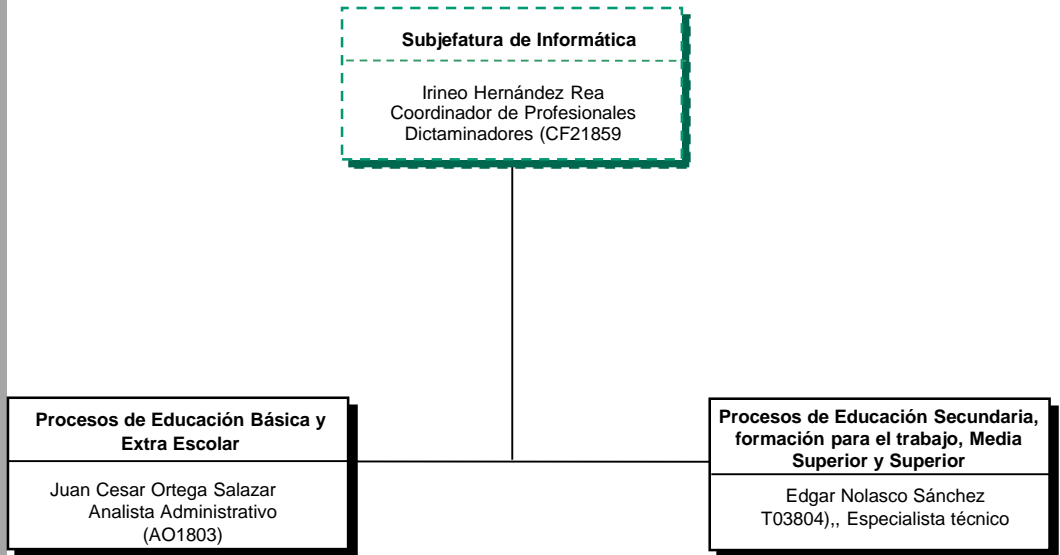 Subjefatura de Informática
Irineo Hernández Rea
Coordinador de Profesionales
Dictaminadores (CF21859
Procesos de Educación Básica y
Extra Escolar
Juan Cesar Ortega Salazar
Analista Administrativo
(AO1803)
Procesos de Educación Secundaria,
formación para el trabajo, Media
Superior y Superior
Edgar Nolasco Sánchez
T03804),, Especialista técnico